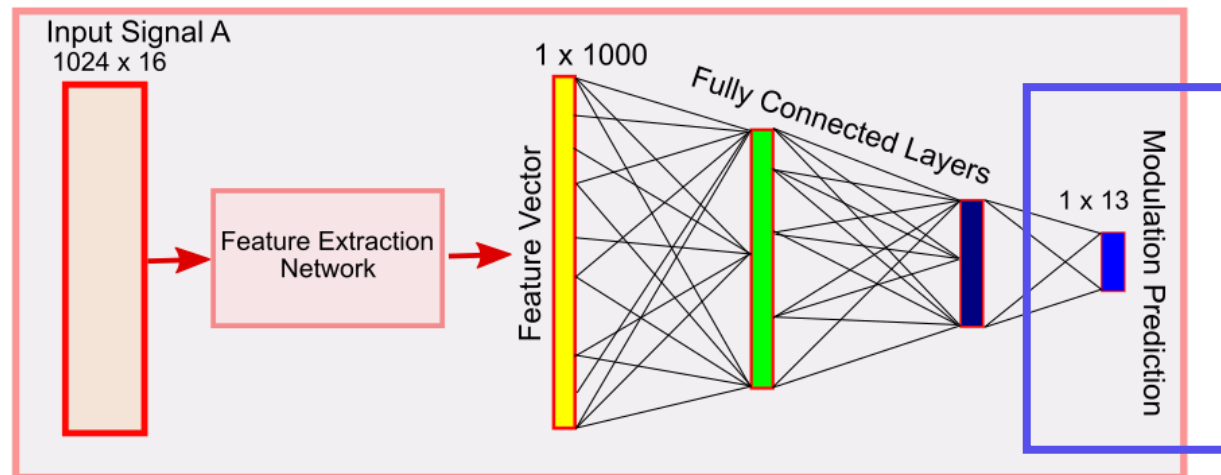 Input Signal A
1024 x 16
Feature Extraction
Network
Feature Vector
1 x 1000
Fully Connected Layers
1 x 13
Modulation Prediction